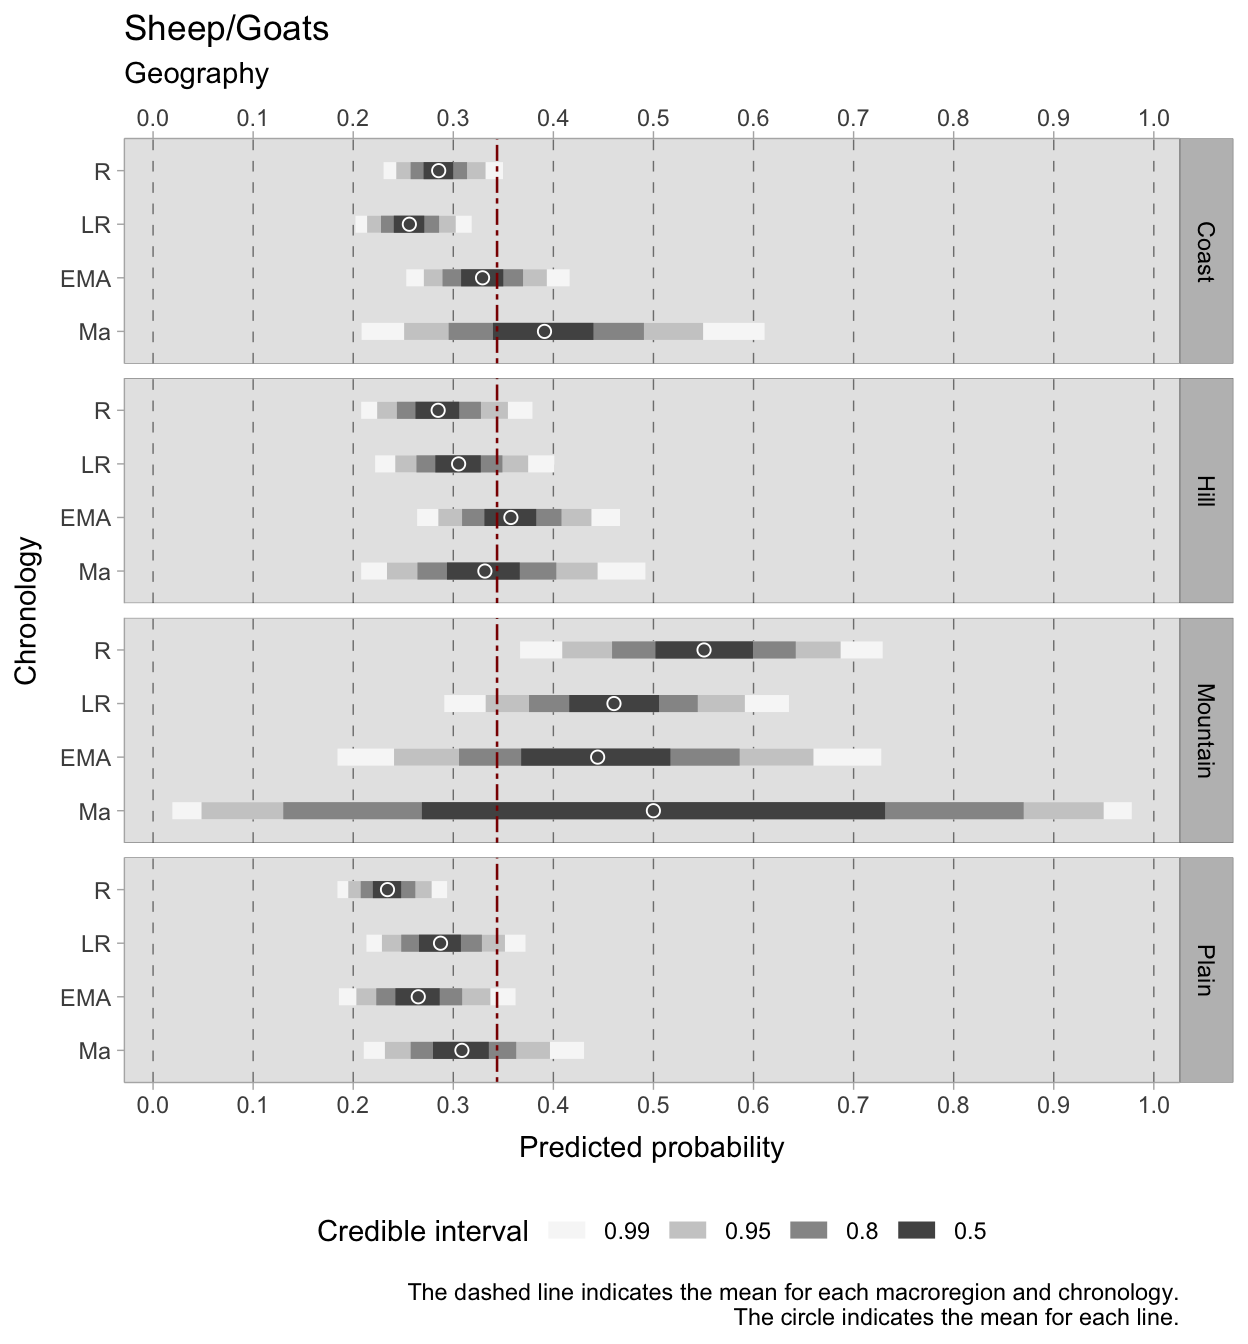 Sheep/Goats
Geography
0.0 0.1 0.2 0.3 0.4 0.5 0.6 0.7 0.8 0.9 1.0
R
LR
EMA
Ma
Coast
R
LR
EMA
Ma
Hill
Chronology
R
LR
EMA
Ma
Mountain
R
LR
EMA
Ma
Plain
0.0 0.1 0.2 0.3 0.4 0.5 0.6 0.7 0.8 0.9 1.0
Predicted probability
Credible interval 0.99 0.95 0.8 0.5
The dashed line indicates the mean for each macroregion and chronology.
The circle indicates the mean for each line.